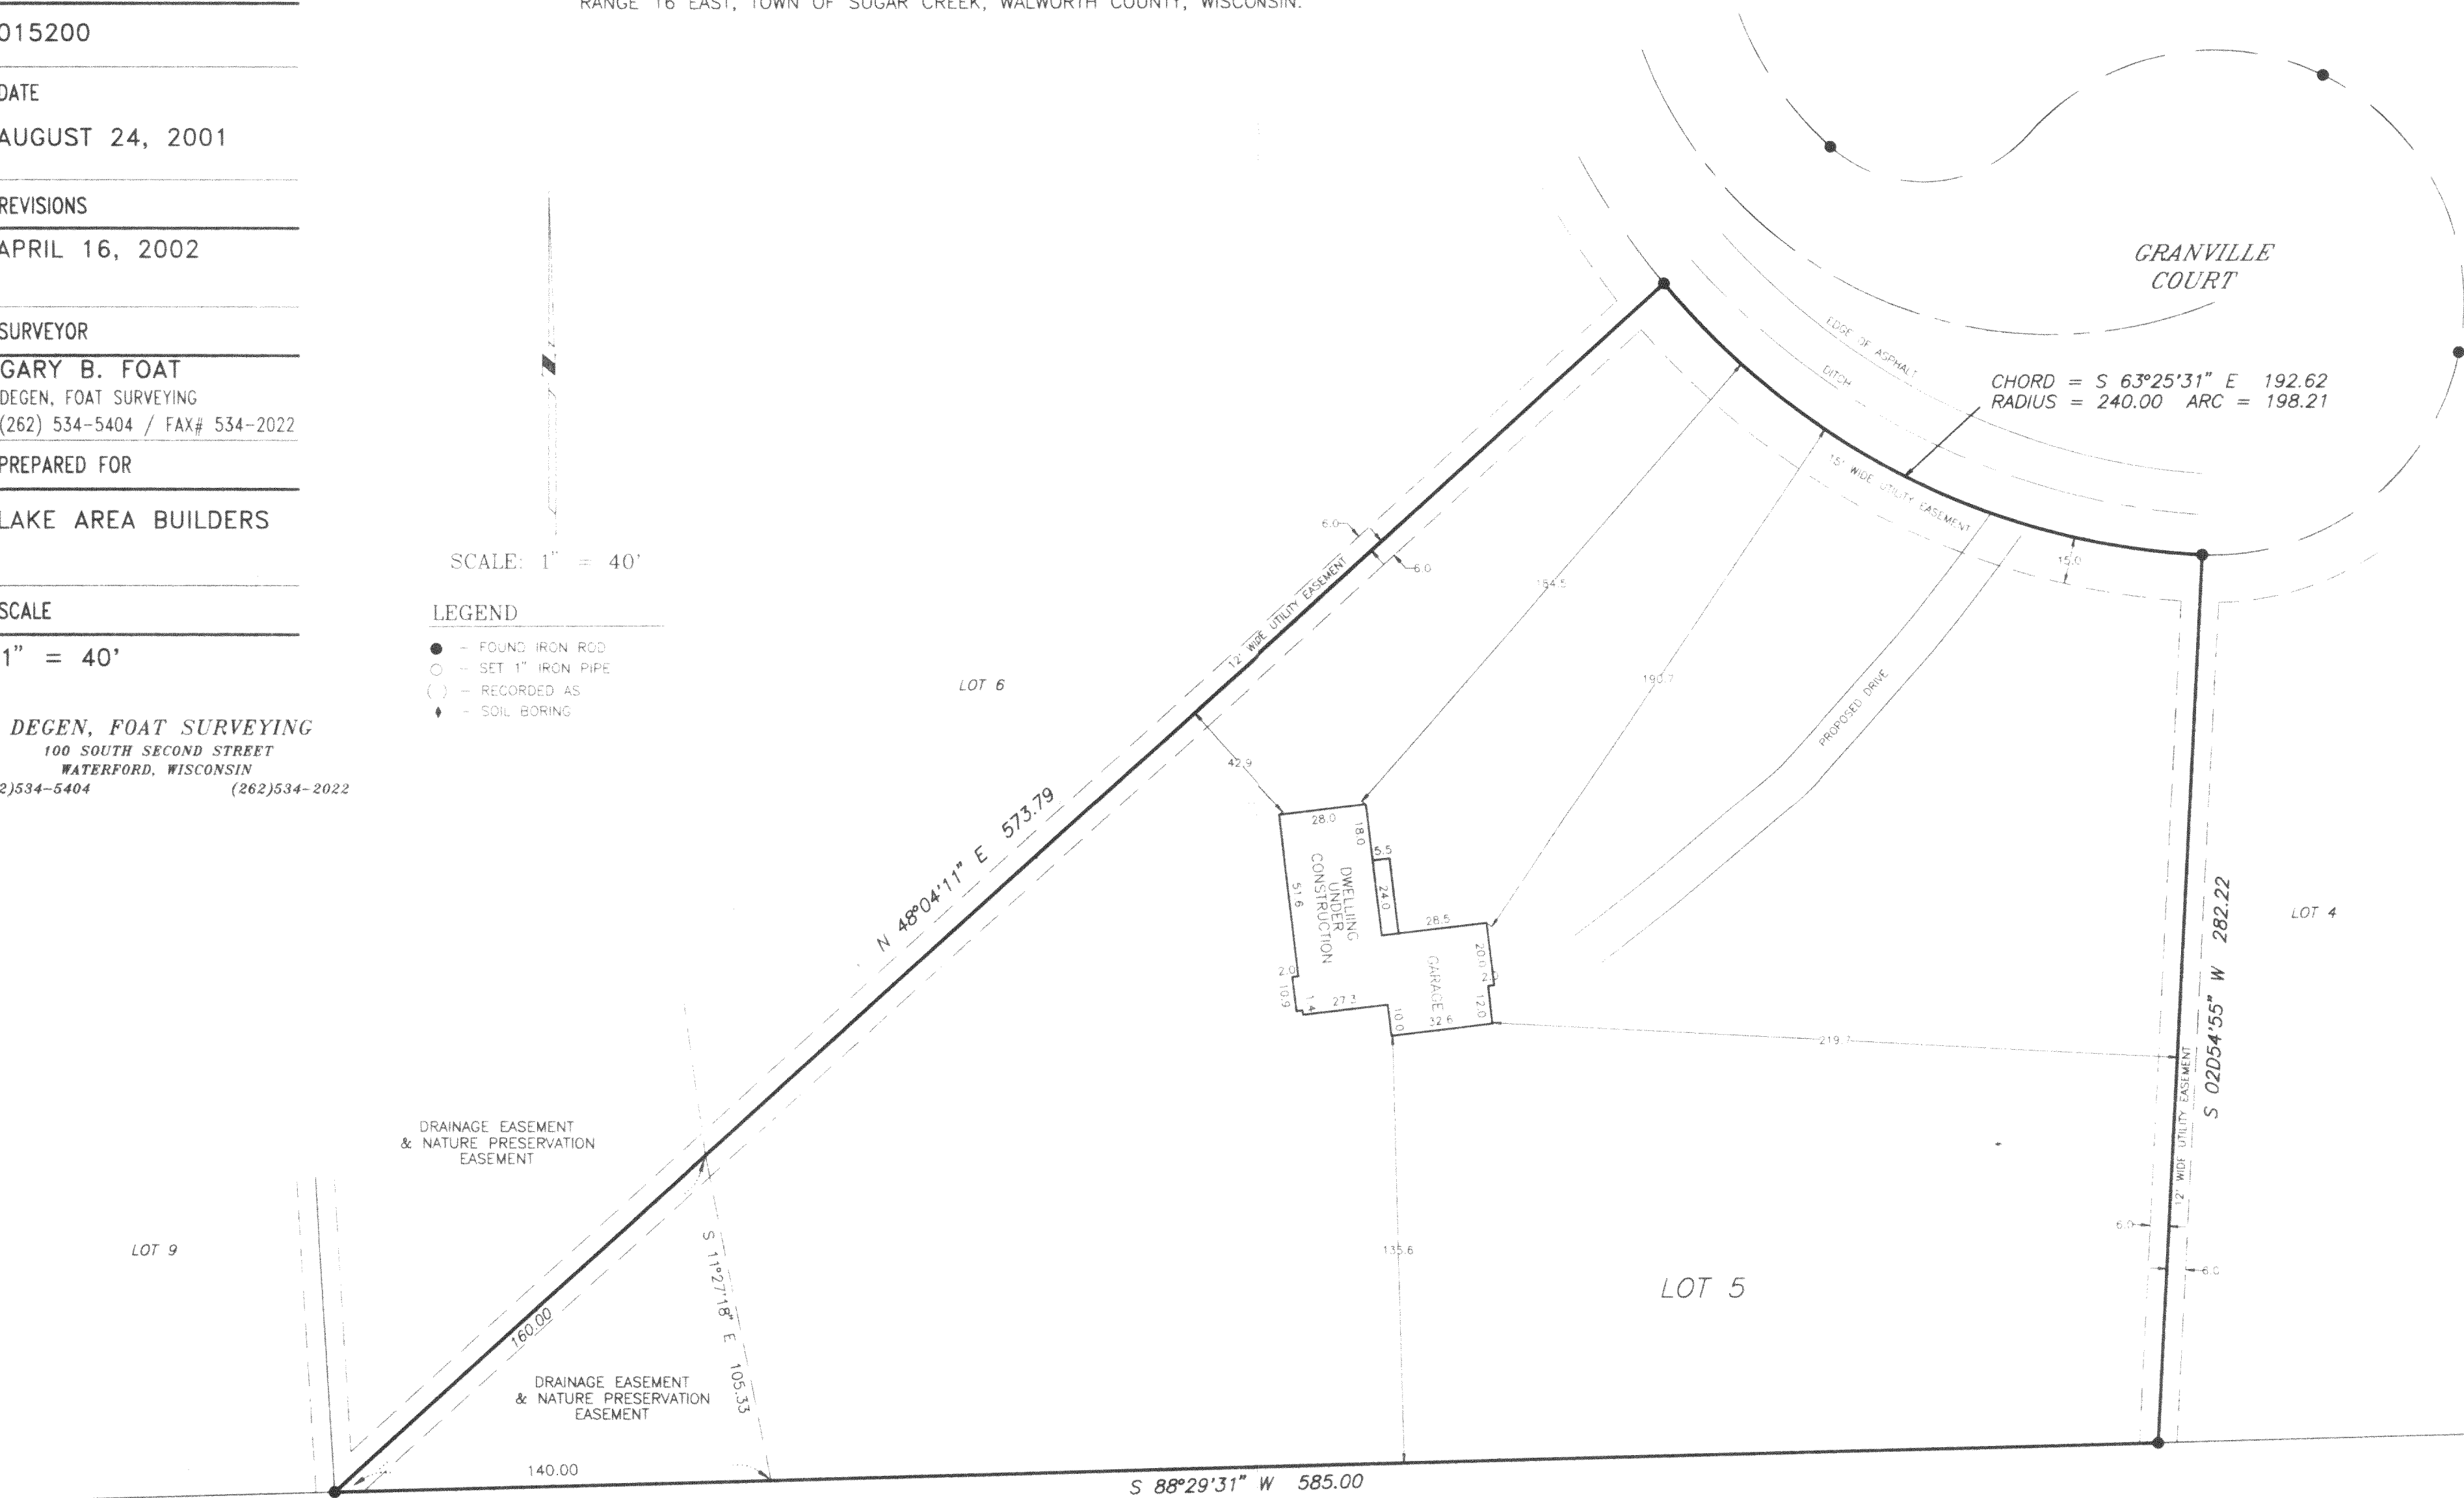 RANGE 16 EAST, TOWN OF SUGAR CREEK, WALWORTH COUNTY, WISCONSIN.
015200
DATE
AUGUST 24, 2001
REVISIONS
APRIL 16, 2002
SURVEYOR
GARY B. FOAT
DEGEN, FOAT SURVEYING
(262) 534-5404 / FAX# 534-2022
PREPARED FOR
LAKE AREA BUILDERS
SCALE
1" = 40'
DEGEN, FOAT SURVEYING
100 SOUTH SECOND STREET
WATERFORD, WISCONSIN
2)534-5404 (262)534-2022
SCALE: 1" = 40'
LEGEND
● - FOUND IRON ROD
○ - SET 1" IRON PIPE
( ) - RECORDED AS
♦ - SOIL BORING
GRANVILLE
COURT
EDGE OF ASPHALT
DITCH
CHORD = S 63°25'31" E 192.62
RADIUS = 240.00 ARC = 198.21
15' WIDE UTILITY EASEMENT
15.0
6.0
6.0
12' WIDE UTILITY EASEMENT
184.5
190.7
PROPOSED DRIVE
LOT 6
42.9
N 48°04'11" E 573.79
28.0
18.0
5.5
24.0
51.6
DWELLING
UNDER
CONSTRUCTION
28.5
20.0
GARAGE
12.0
2.0
10.9
1.4
27.3
10.0
32.6
219.7
S 02D54'55" W 282.22
LOT 4
12' WIDE UTILITY EASEMENT
6.0
6.0
135.6
LOT 5
DRAINAGE EASEMENT
& NATURE PRESERVATION
EASEMENT
LOT 9
S 11°27'18" E 105.33
160.00
DRAINAGE EASEMENT
& NATURE PRESERVATION
EASEMENT
140.00
S 88°29'31" W 585.00